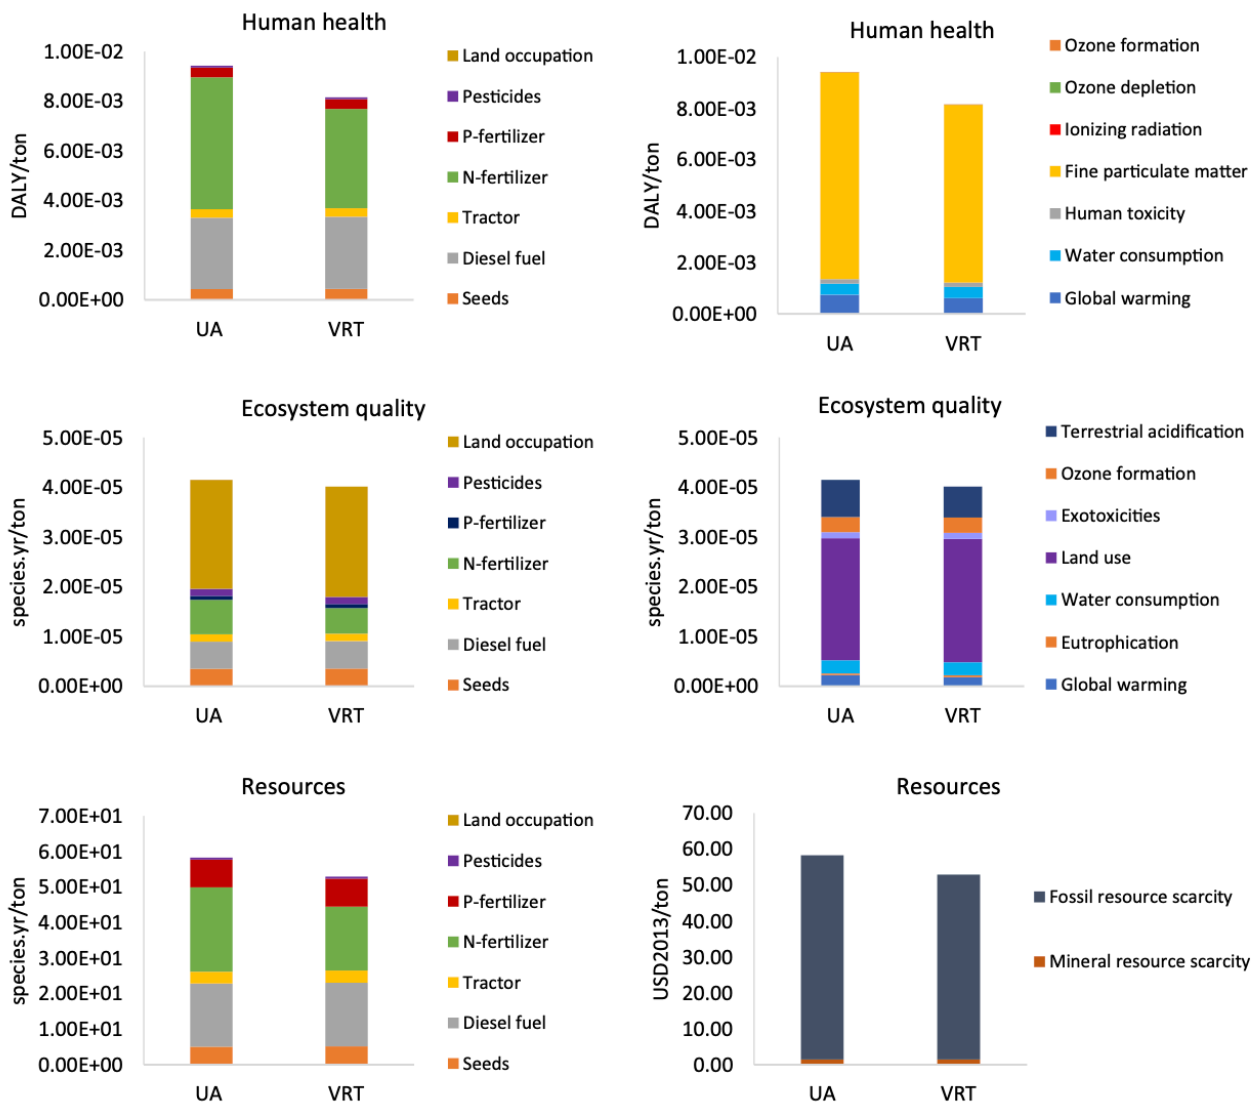 Human health
1.00E-02
8.00E-03
6.00E-03
4.00E-03
2.00E-03
0.00E+00
DALY/ton
UA
VRT
Land occupation
Pesticides
P-fertilizer
N-fertilizer
Tractor
Diesel fuel
Seeds
Human health
1.00E-02
8.00E-03
6.00E-03
4.00E-03
2.00E-03
0.00E+00
DALY/ton
UA
VRT
Ozone formation
Ozone depletion
Ionizing radiation
Fine particulate matter
Human toxicity
Water consumption
Global warming
Ecosystem quality
5.00E-05
4.00E-05
3.00E-05
2.00E-05
1.00E-05
0.00E+00
species.yr/ton
UA
VRT
Land occupation
Pesticides
P-fertilizer
N-fertilizer
Tractor
Diesel fuel
Seeds
Ecosystem quality
5.00E-05
4.00E-05
3.00E-05
2.00E-05
1.00E-05
0.00E+00
species.yr/ton
UA
VRT
Terrestrial acidification
Ozone formation
Exotoxicities
Land use
Water consumption
Eutrophication
Global warming
Resources
7.00E+01
6.00E+01
5.00E+01
4.00E+01
3.00E+01
2.00E+01
1.00E+01
0.00E+00
species.yr/ton
UA
VRT
Land occupation
Pesticides
P-fertilizer
N-fertilizer
Tractor
Diesel fuel
Seeds
Resources
70.00
60.00
50.00
40.00
30.00
20.00
10.00
0.00
USD2013/ton
UA
VRT
Fossil resource scarcity
Mineral resource scarcity